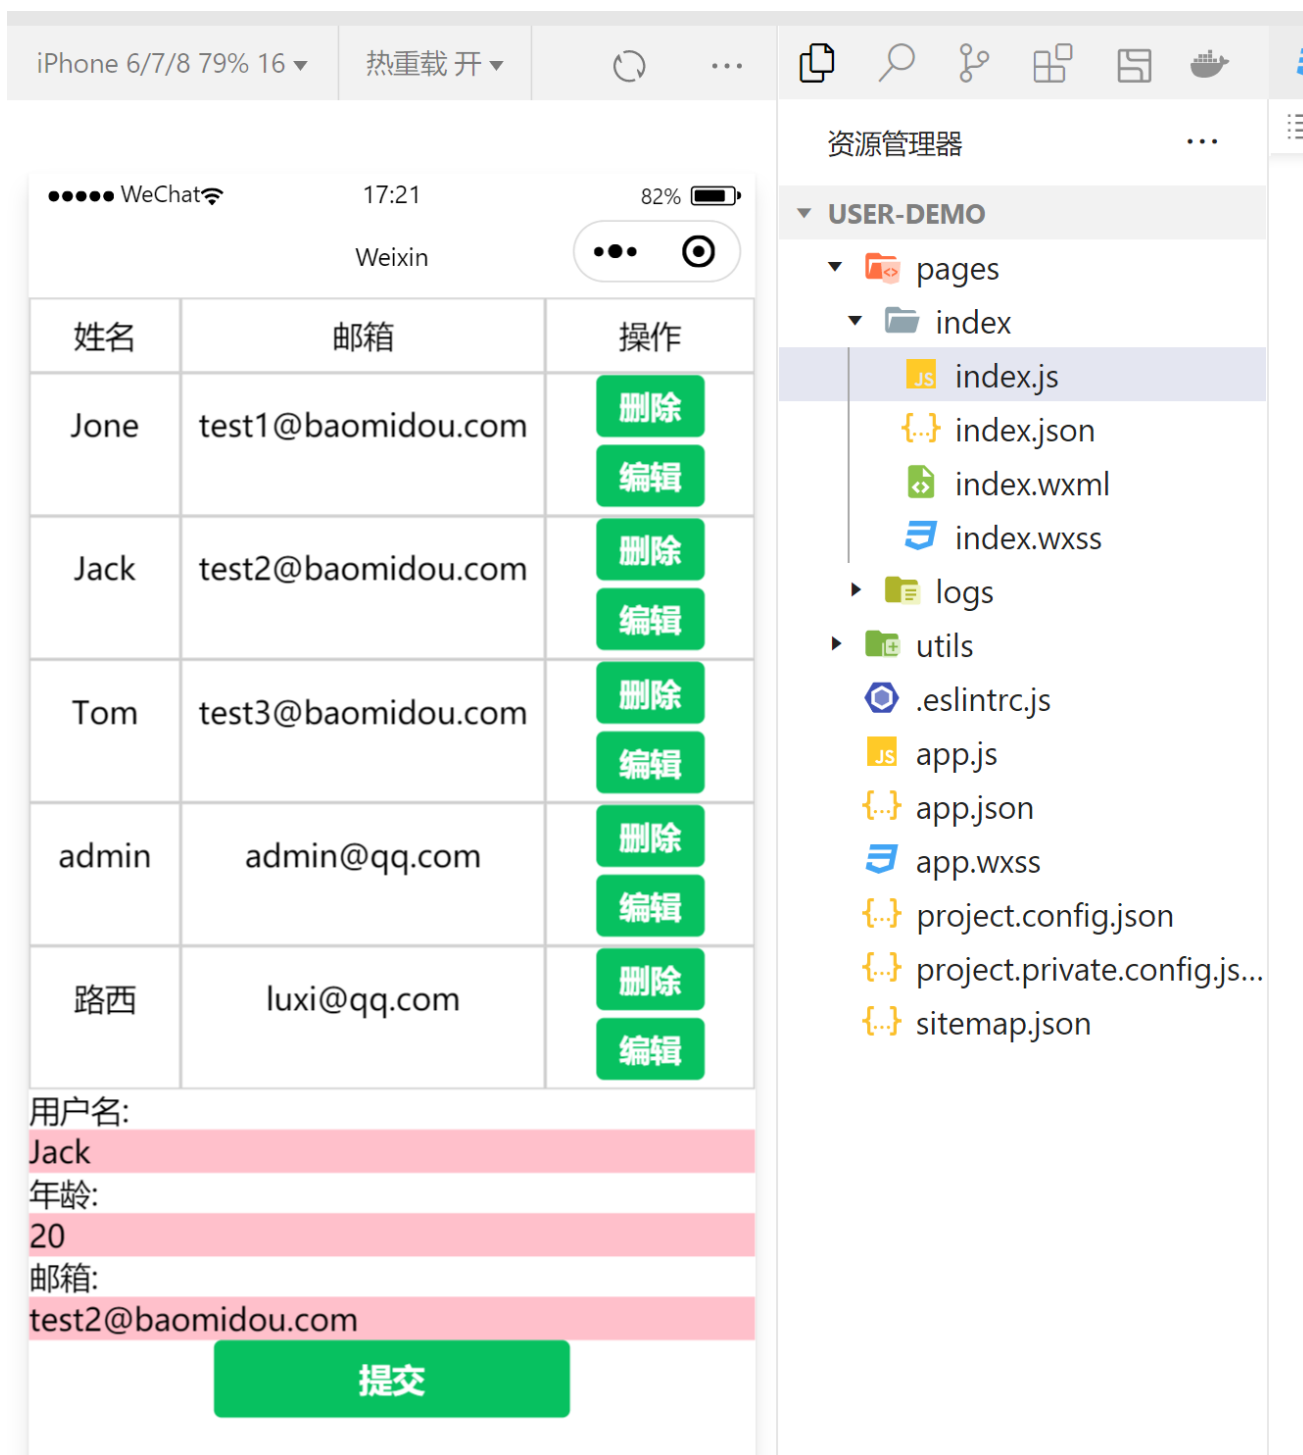 iPhone 6/7/8 79% 16
热重载 开
WeChat
17:21
82%
Weixin
姓名 邮箱 操作
Jone test1@baomidou.com 删除
编辑
Jack test2@baomidou.com 删除
编辑
Tom test3@baomidou.com 删除
编辑
admin admin@qq.com 删除
编辑
路西 luxi@qq.com 删除
编辑
用户名:
Jack
年龄:
20
邮箱:
test2@baomidou.com
提交
资源管理器
USER-DEMO
pages
index
JS index.js
{...} index.json
index.wxml
index.wxss
logs
utils
.eslintrc.js
JS app.js
{...} app.json
app.wxss
{...} project.config.json
{...} project.private.config.js...
{...} sitemap.json